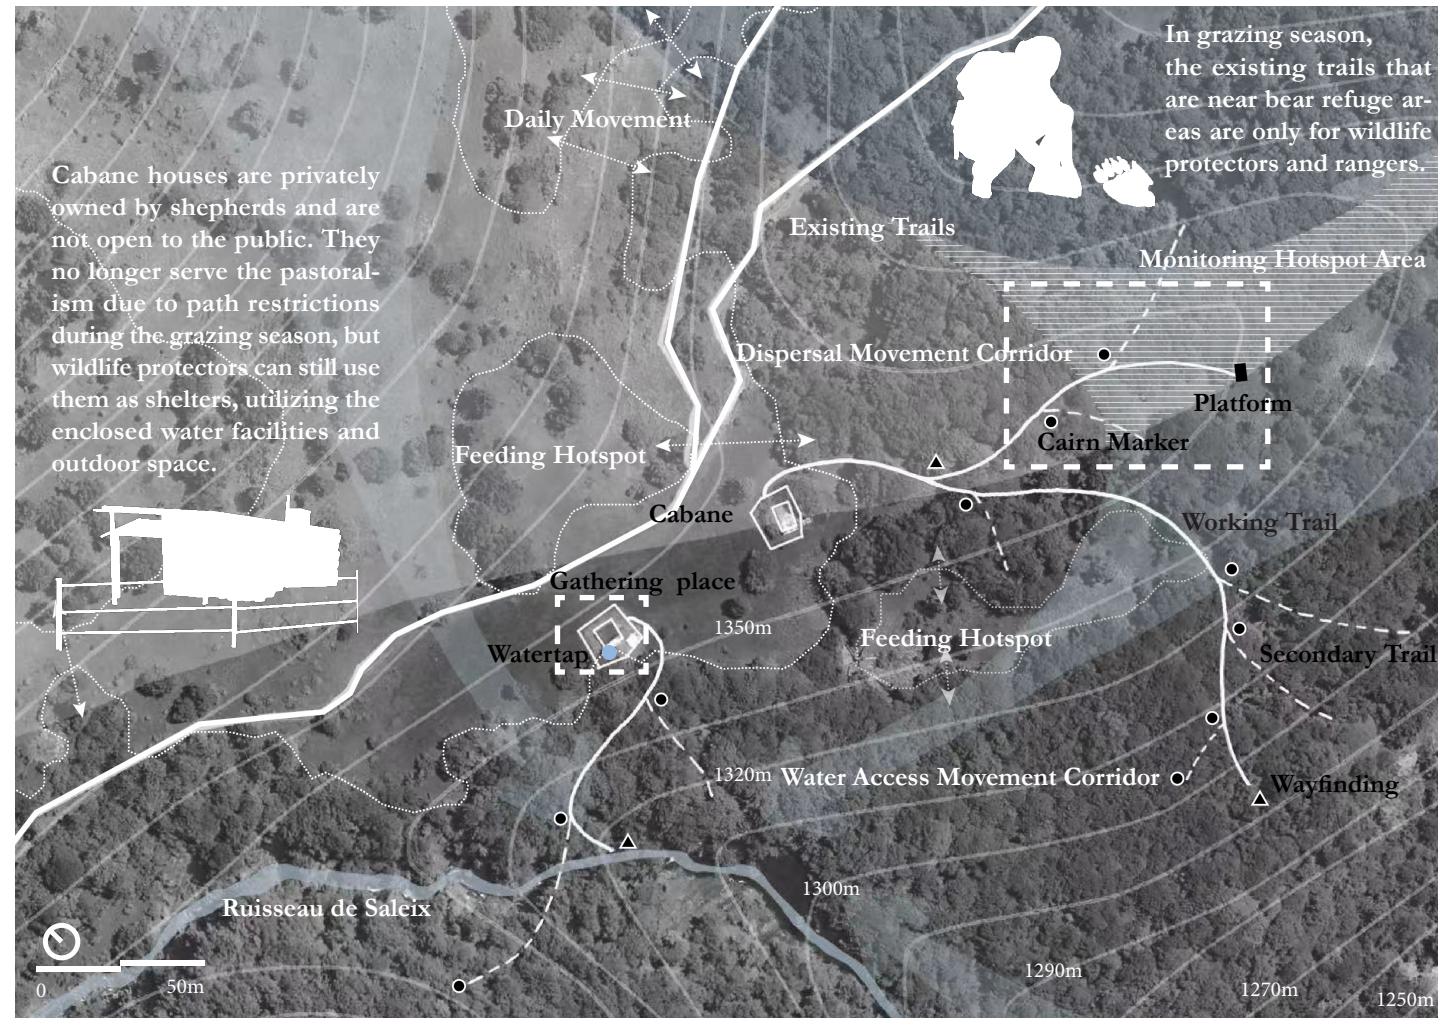 In grazing season,
the existing trails that
are near bear refuge ar-
eas are only for wildlife
protectors and rangers.
Daily Movement
Cabane houses are privately
owned by shepherds and are
not open to the public. They
no longer serve the pastoral-
ism due to path restrictions
during the grazing season, but
wildlife protectors can still use
them as shelters, utilizing the
enclosed water facilities and
outdoor space.
Existing Trails
Monitoring Hotspot Area
Dispersal Movement Corridor
Platform
Cairn Marker
Feeding Hotspot
Cabane
Working Trail
Gathering place
1350m
Feeding Hotspot
Watertap
Secondary Trail
1320m
Water Access Movement Corridor
Wayfinding
1300m
Ruisseau de Saleix
1290m
1270m
1250m
0
50m